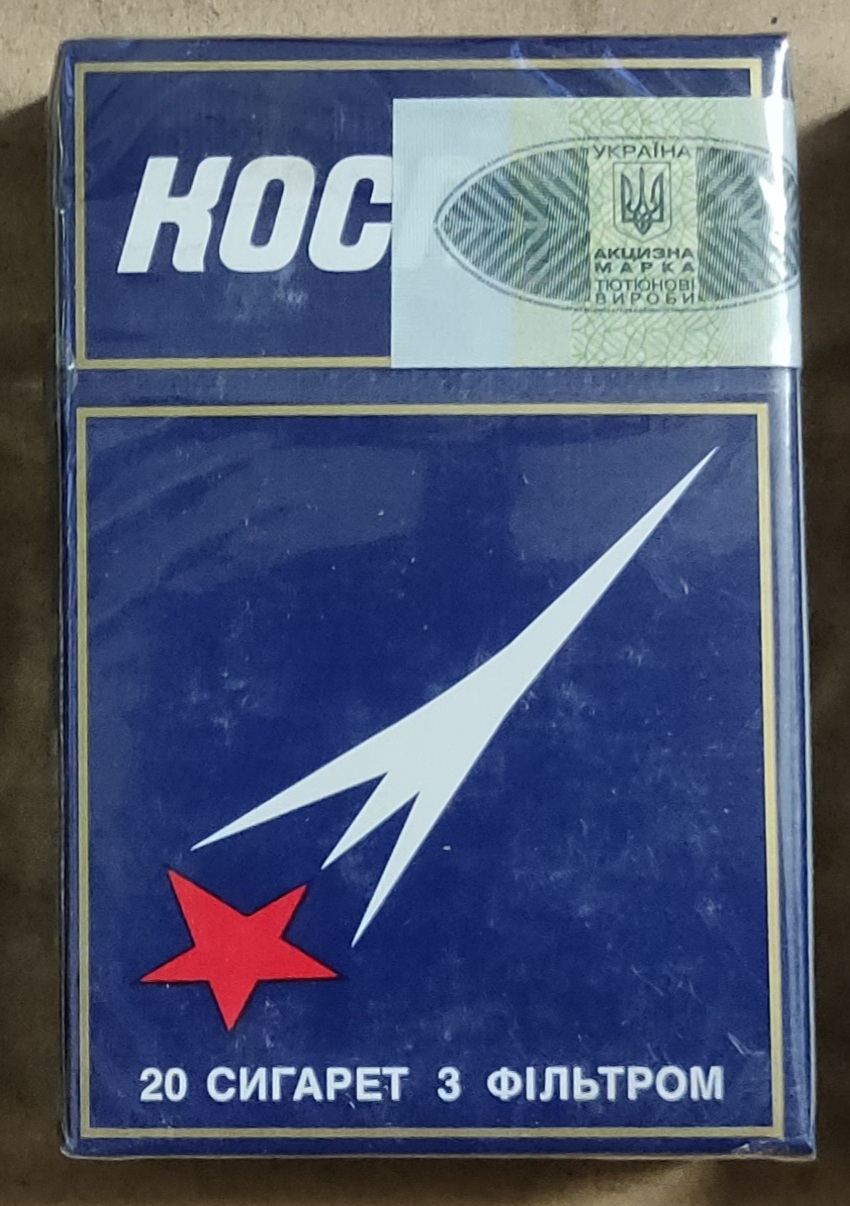 КОС
УКРАЇНА
АКЦИЗНА
МАРКА
ТЮТЮНОВІ
ВИРОБИ
20 СИГАРЕТ З ФІЛЬТРОМ